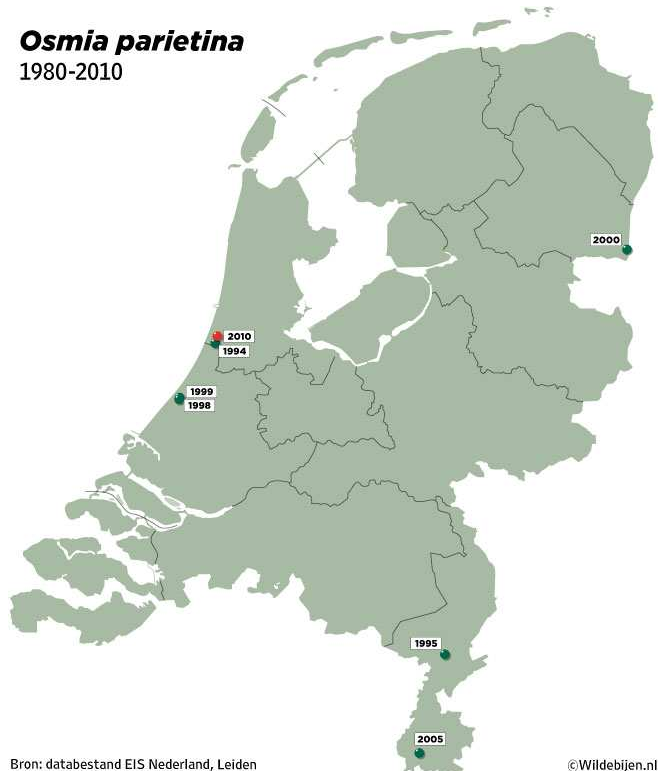 Osmia parietina
1980-2010
2000
2010
1994
1999
1998
1995
2005
Bron: databestand EIS Nederland, Leiden
©Wildebijen.nl